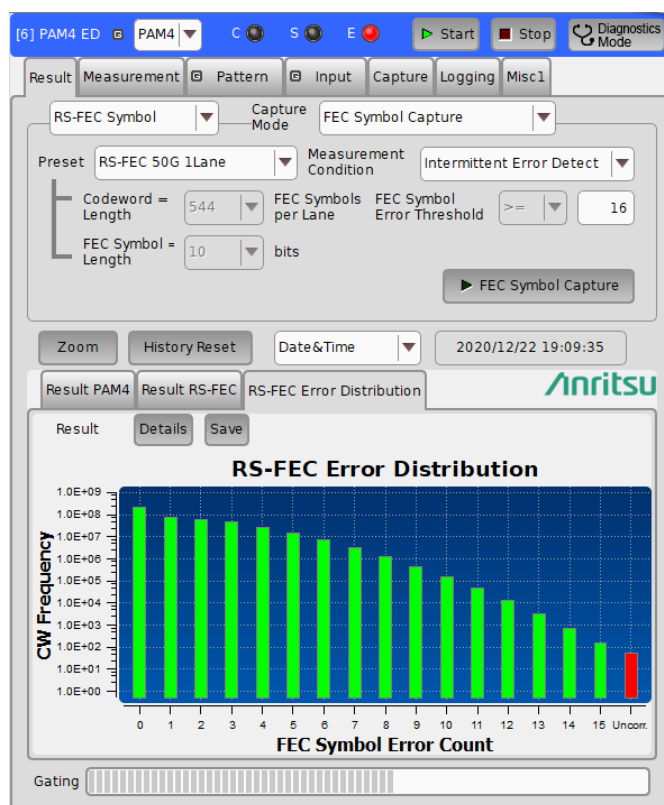 [6] PAM4 ED G PAM4 C S E Start Stop Diagnostics Mode
Result Measurement G Pattern G Input Capture Logging Misc1
RS-FEC Symbol Capture Mode FEC Symbol Capture
Preset RS-FEC 50G 1Lane Measurement Condition Intermittent Error Detect
Codeword = Length 544 FEC Symbols per Lane FEC Symbol Error Threshold >= 16
FEC Symbol = Length 10 bits
FEC Symbol Capture
Zoom History Reset Date&Time 2020/12/22 19:09:35
Result PAM4 Result RS-FEC RS-FEC Error Distribution Anritsu
Result Details Save
RS-FEC Error Distribution
CW Frequency
1.0E+09
1.0E+08
1.0E+07
1.0E+06
1.0E+05
1.0E+04
1.0E+03
1.0E+02
1.0E+01
1.0E+00
0 1 2 3 4 5 6 7 8 9 10 11 12 13 14 15 Uncorr.
FEC Symbol Error Count
Gating